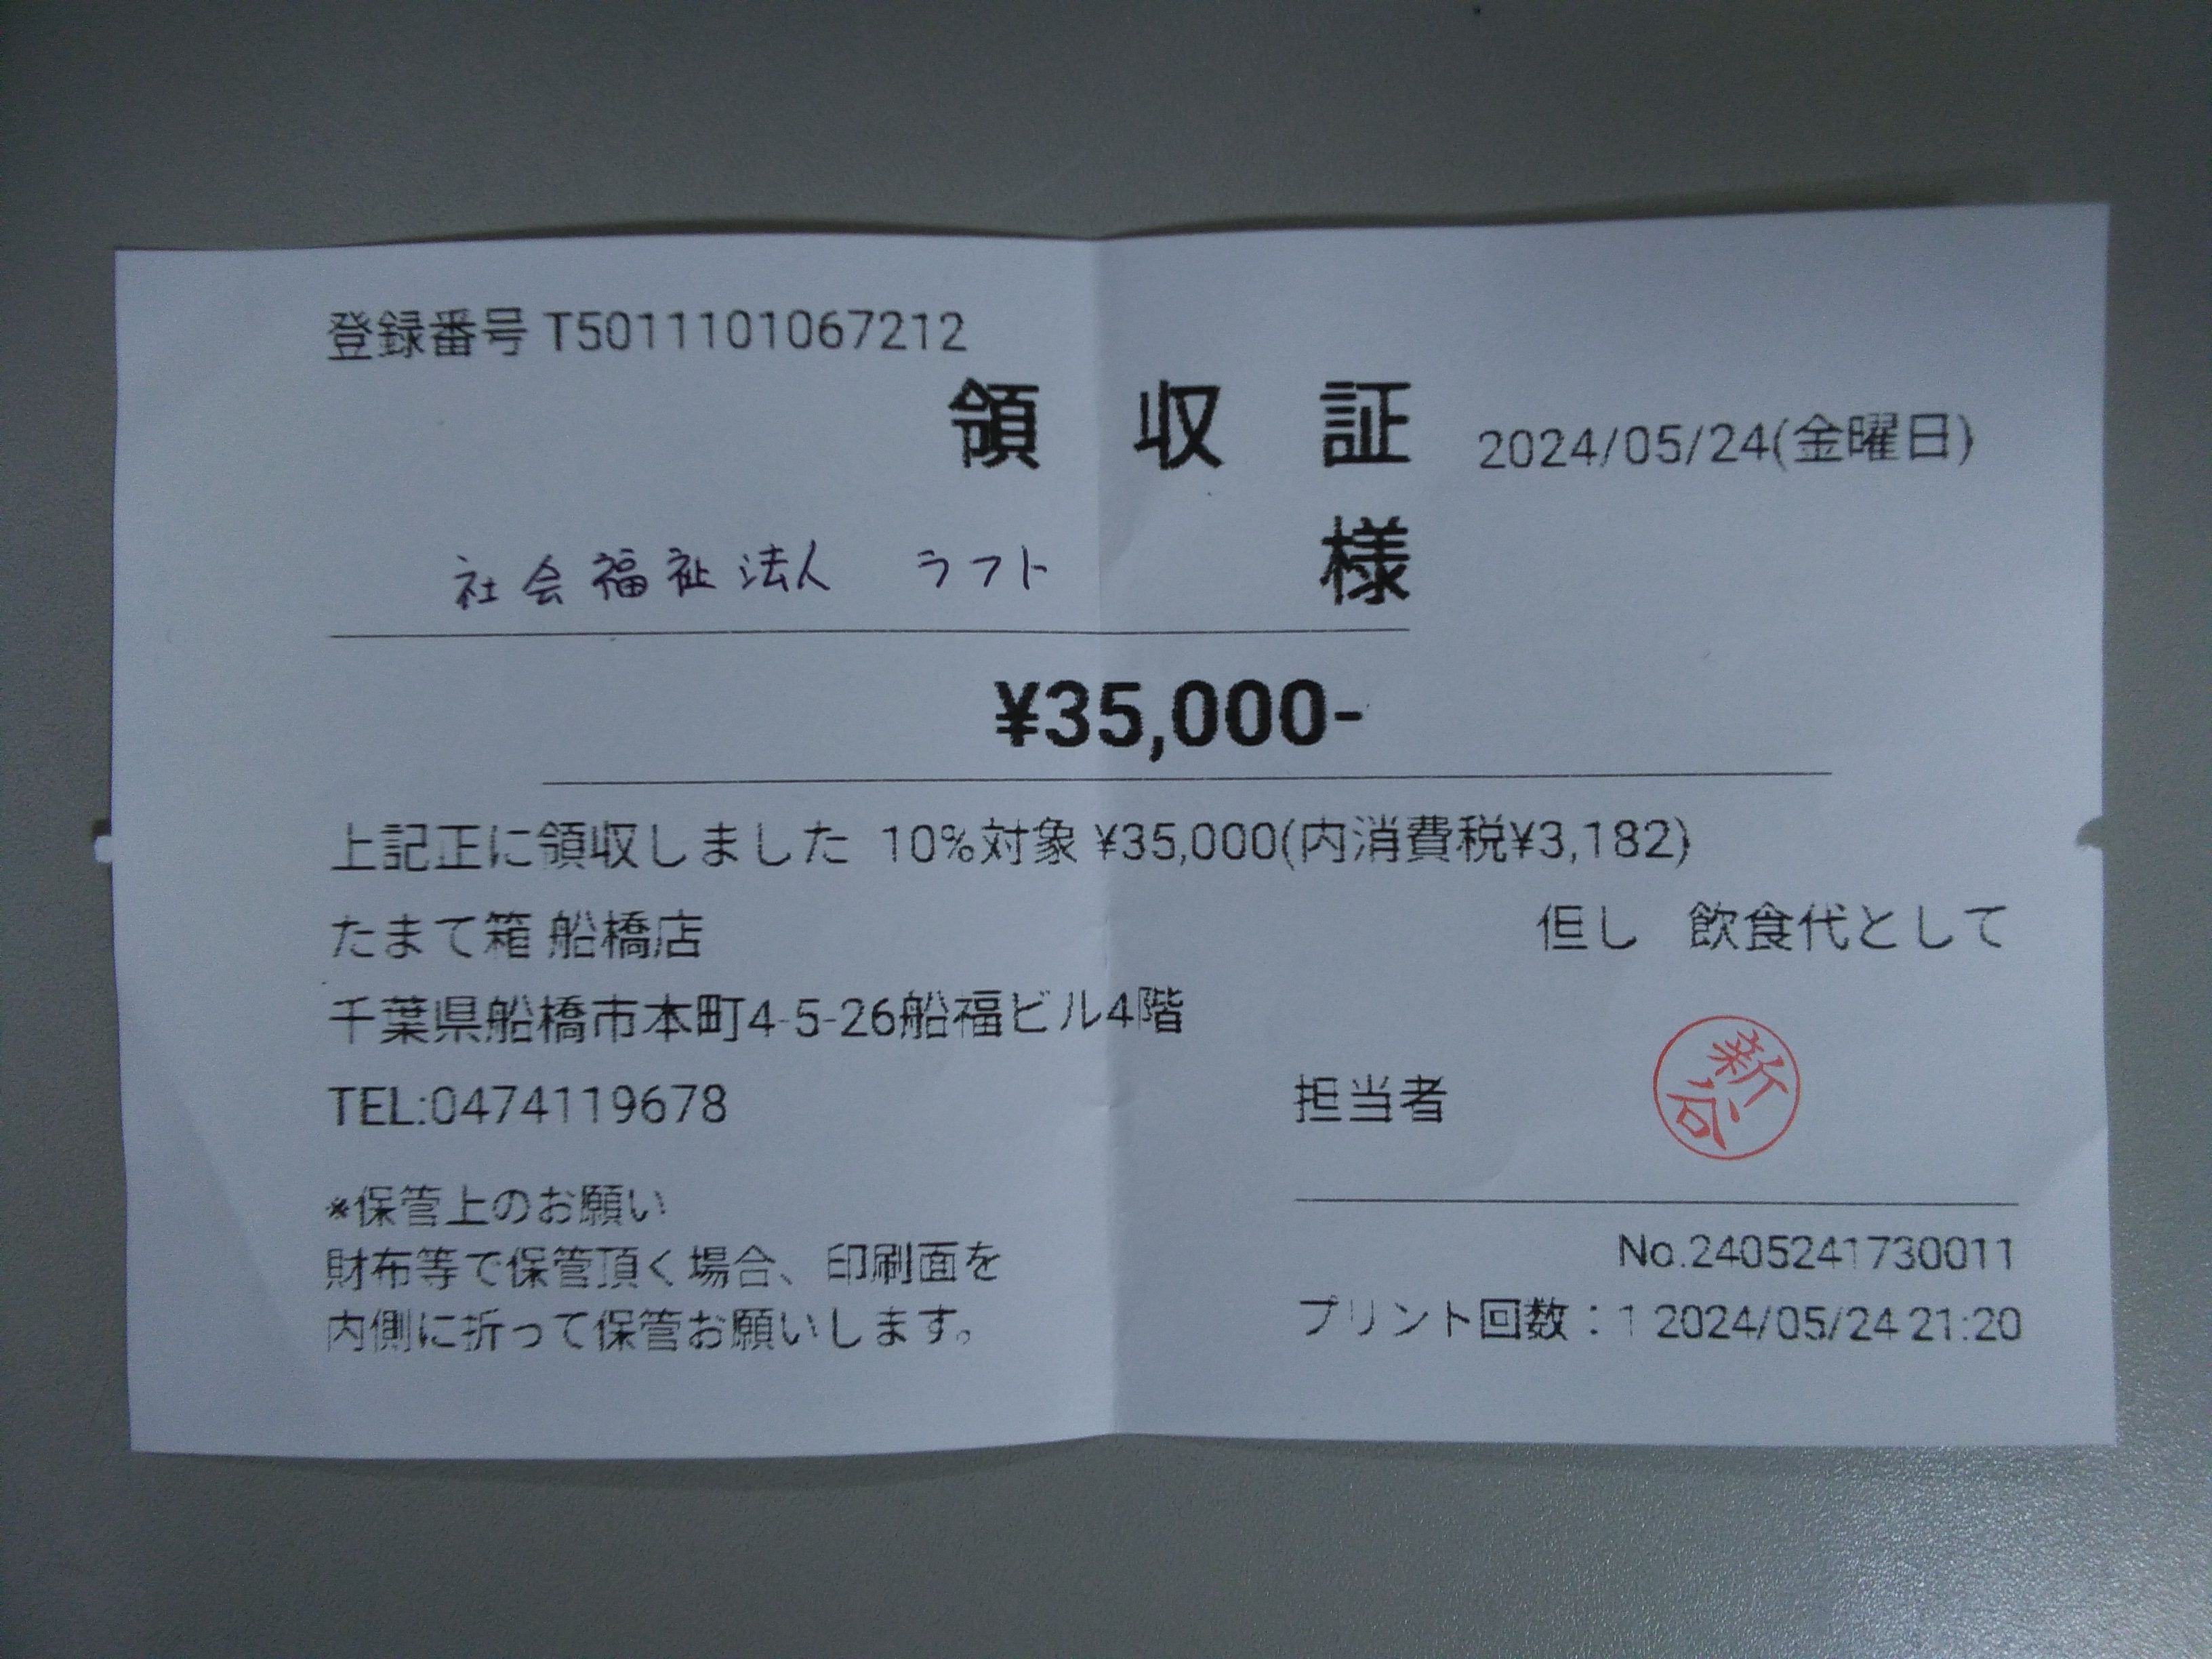 登録番号 T5011101067212
領 収 証 2024/05/24(金曜日)
社会福祉法人 ラフト 様
¥35,000-
上記正に領収しました 10%対象 ¥35,000(内消費税¥3,182)
たまて箱 船橋店 但し 飲食代として
千葉県船橋市本町4-5-26船福ビル4階
TEL:0474119678 担当者 新谷
※保管上のお願い
財布等で保管頂く場合、印刷面を
内側に折って保管お願いします。
No.2405241730011
プリント回数：1 2024/05/24 21:20